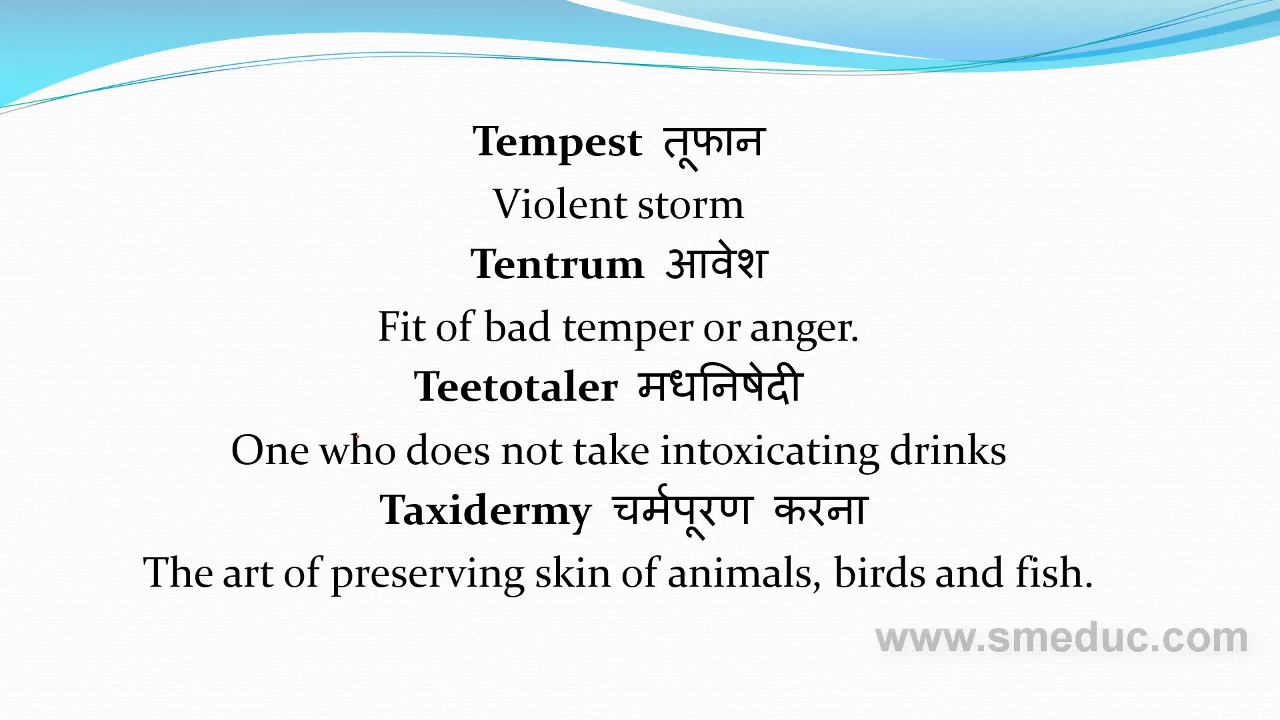 Tempest तूफान
Violent storm
Tentrum आवेश
Fit of bad temper or anger.
Teetotaler मधनिषेदी
One who does not take intoxicating drinks
Taxidermy चर्मपूरण करना
The art of preserving skin of animals, birds and fish.
www.smeduc.com